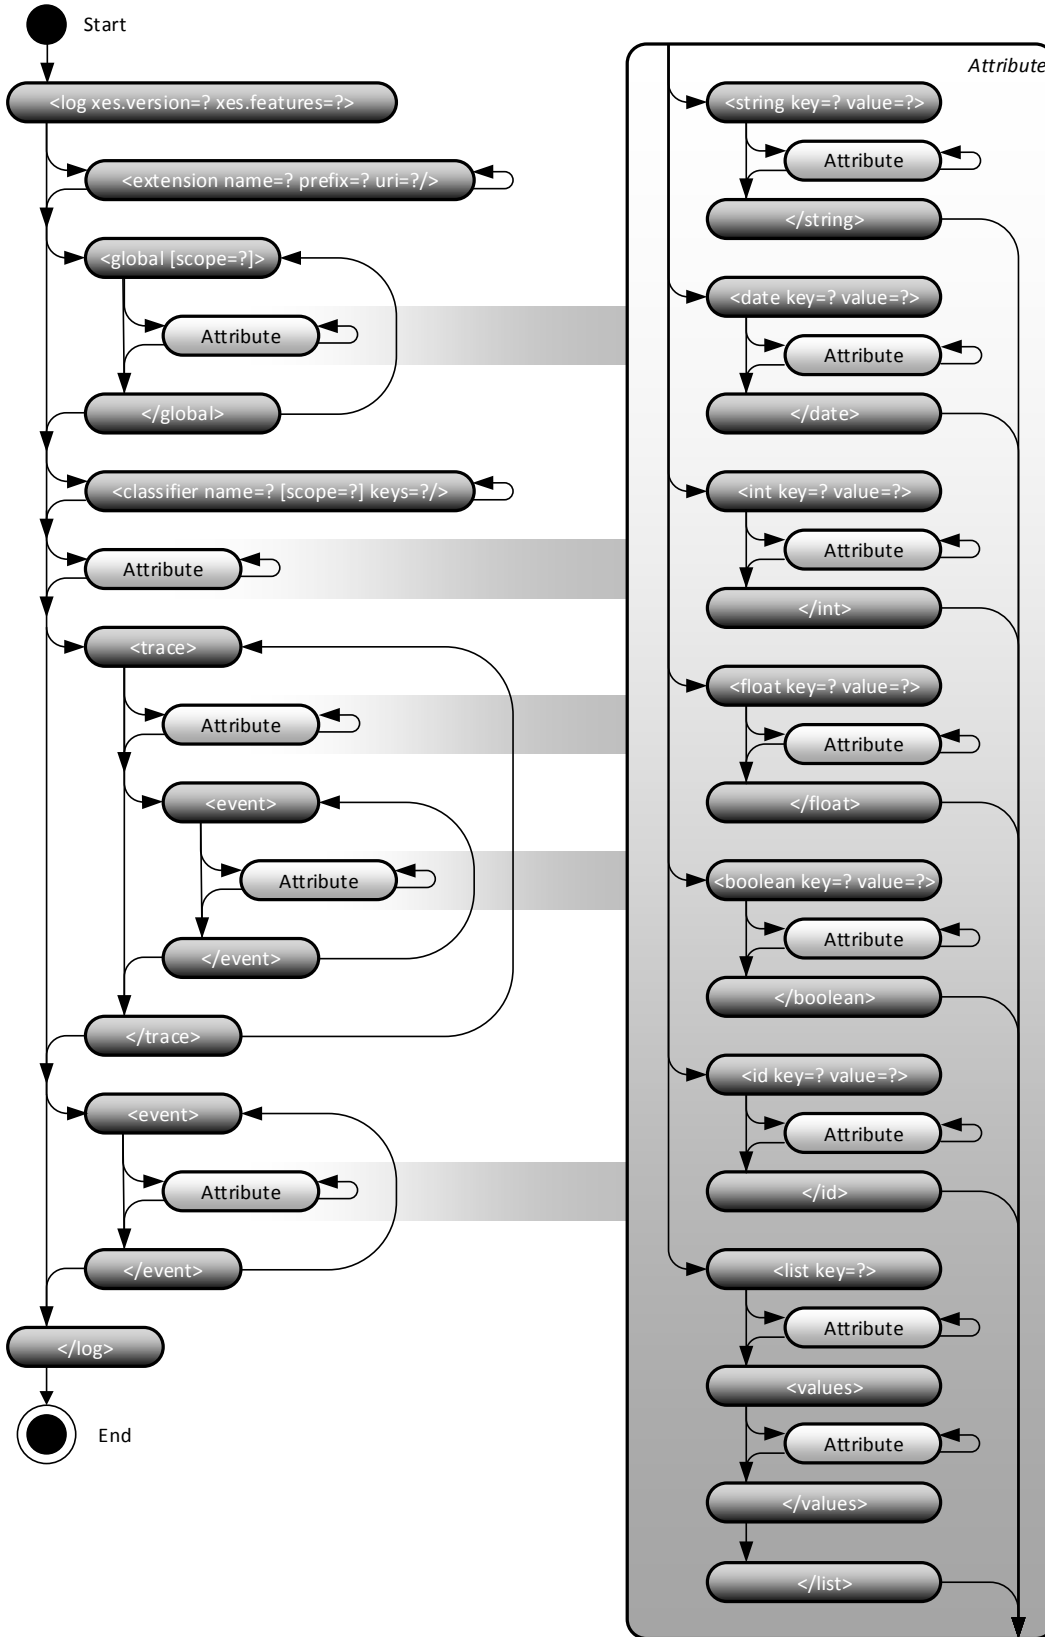 Start
<log xes.version=? xes.features=?>
<extension name=? prefix=? uri=?/>
<global [scope=?]>
Attribute
</global>
<classifier name=? [scope=?] keys=?/>
Attribute
<trace>
Attribute
<event>
Attribute
</event>
</trace>
<event>
Attribute
</event>
</log>
End
Attribute
<string key=? value=?>
Attribute
</string>
<date key=? value=?>
Attribute
</date>
<int key=? value=?>
Attribute
</int>
<float key=? value=?>
Attribute
</float>
<boolean key=? value=?>
Attribute
</boolean>
<id key=? value=?>
Attribute
</id>
<list key=?>
Attribute
<values>
Attribute
</values>
</list>